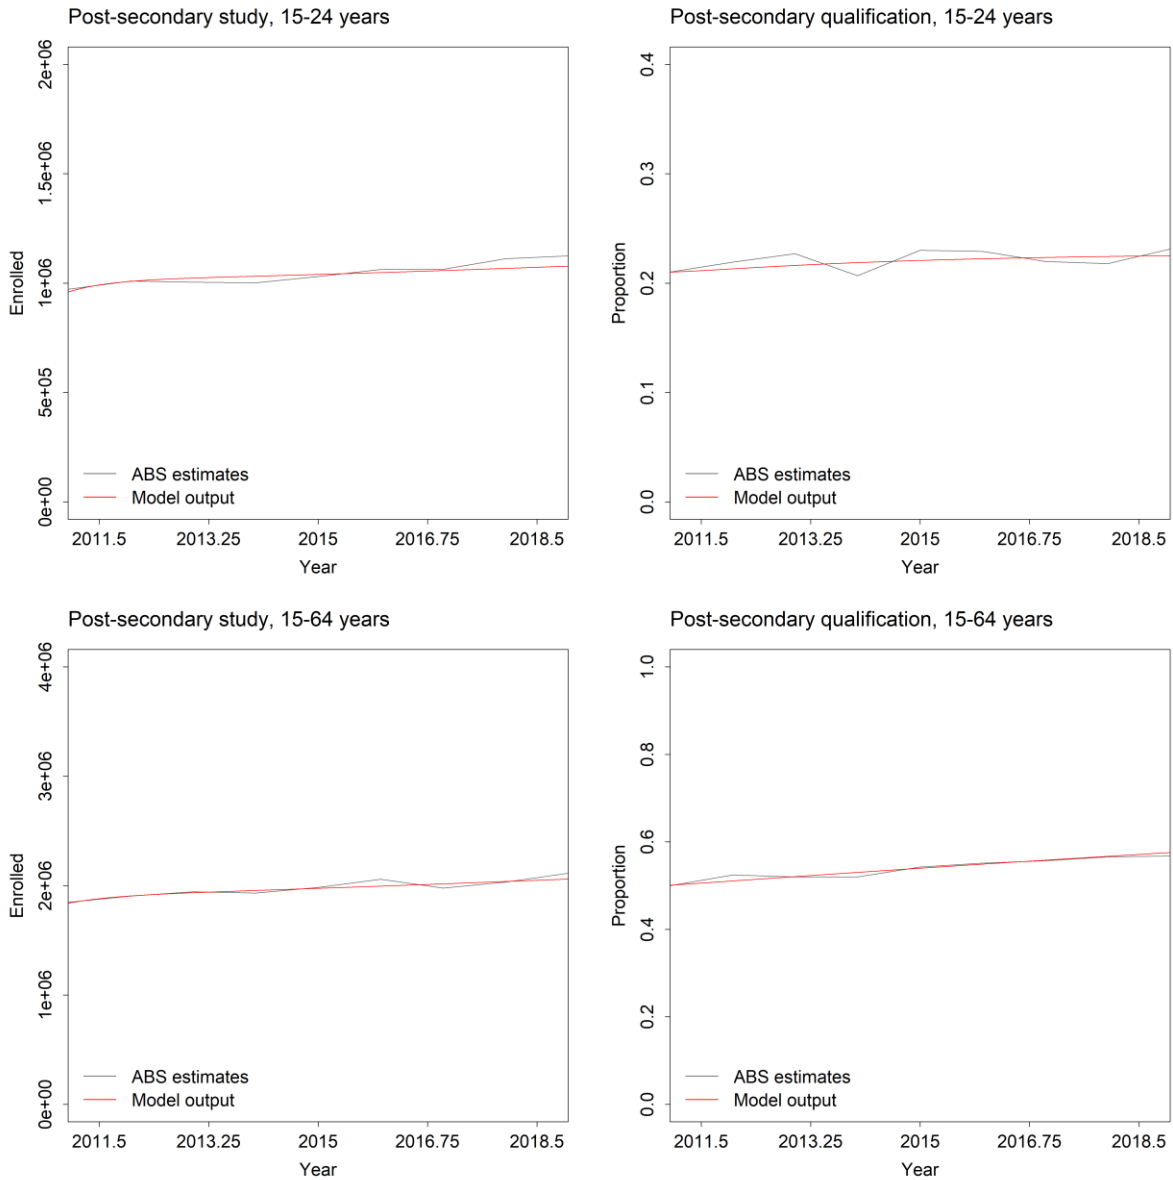 Post-secondary study, 15-24 years
2e+06
1.5e+06
1e+06
5e+05
0e+00
Enrolled
ABS estimates
Model output
2011.5 2013.25 2015 2016.75 2018.5
Year
Post-secondary qualification, 15-24 years
0.4
0.3
0.2
0.1
0.0
Proportion
ABS estimates
Model output
2011.5 2013.25 2015 2016.75 2018.5
Year
Post-secondary study, 15-64 years
4e+06
3e+06
2e+06
1e+06
0e+00
Enrolled
ABS estimates
Model output
2011.5 2013.25 2015 2016.75 2018.5
Year
Post-secondary qualification, 15-64 years
1.0
0.8
0.6
0.4
0.2
0.0
Proportion
ABS estimates
Model output
2011.5 2013.25 2015 2016.75 2018.5
Year